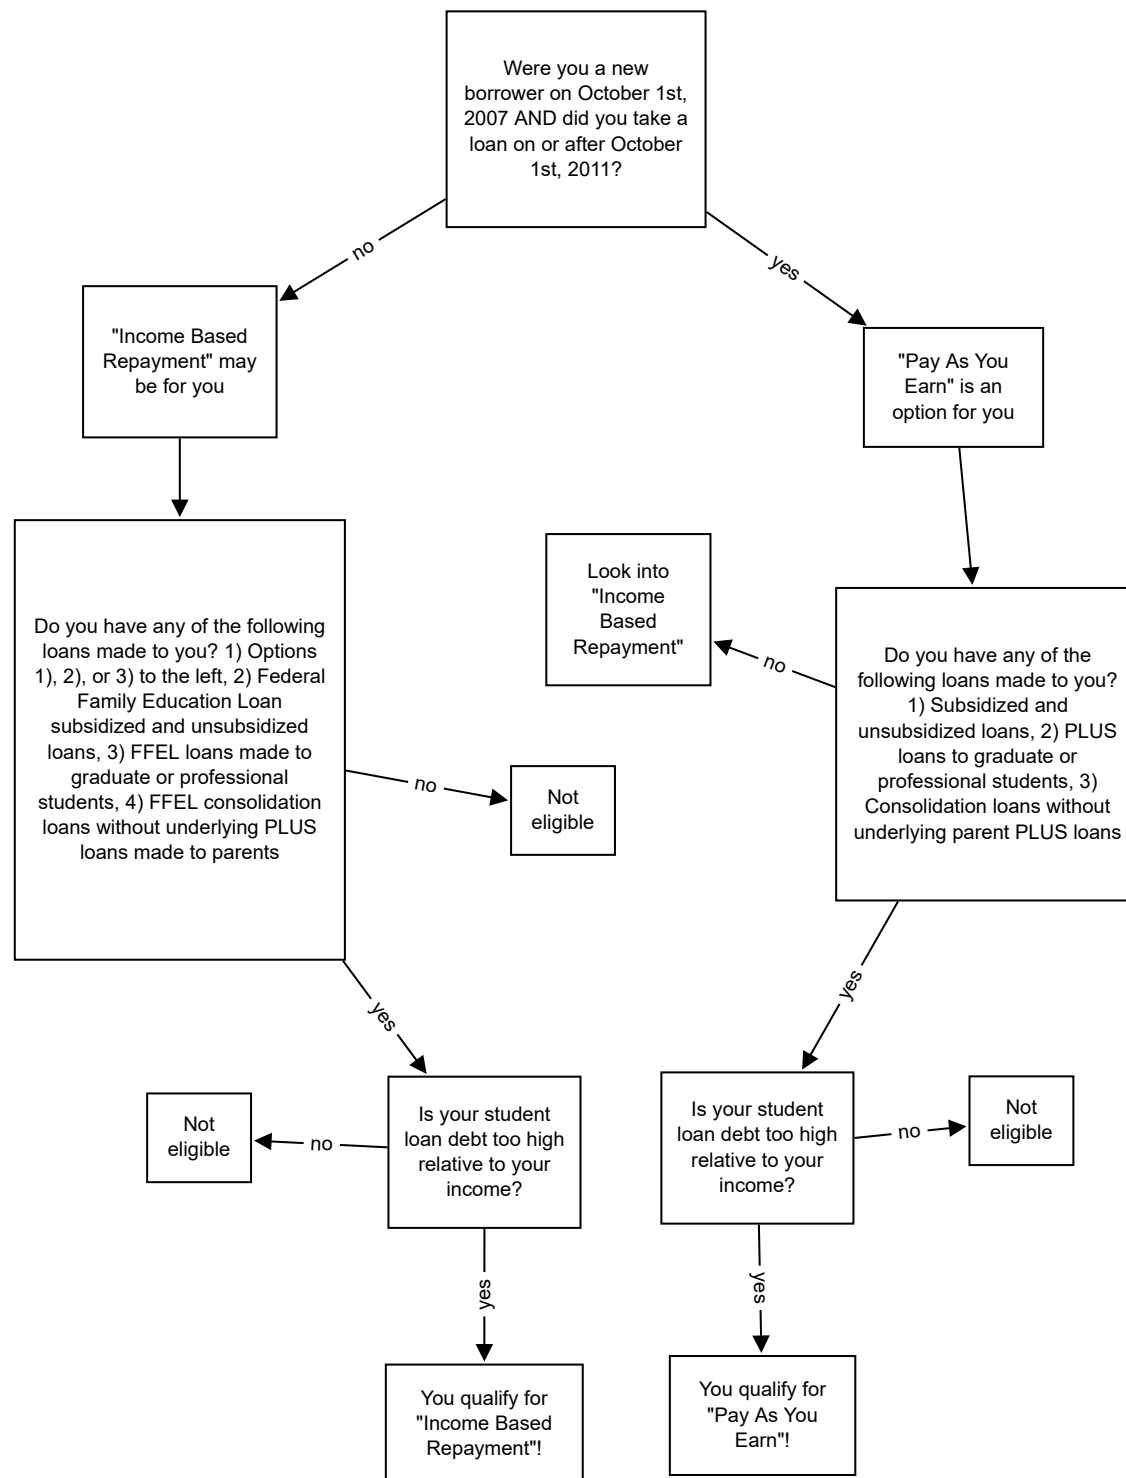 Were you a new
borrower on October 1st,
2007 AND did you take a
loan on or after October
1st, 2011?
no
yes
"Income Based
Repayment" may
be for you
"Pay As You
Earn" is an
option for you
Do you have any of the following
loans made to you? 1) Options
1), 2), or 3) to the left, 2) Federal
Family Education Loan
subsidized and unsubsidized
loans, 3) FFEL loans made to
graduate or professional
students, 4) FFEL consolidation
loans without underlying PLUS
loans made to parents
Look into
"Income
Based
Repayment"
no
Do you have any of the
following loans made to you?
1) Subsidized and
unsubsidized loans, 2) PLUS
loans to graduate or
professional students, 3)
Consolidation loans without
underlying parent PLUS loans
no
Not
eligible
yes
yes
Not
eligible
no
Is your student
loan debt too high
relative to your
income?
Is your student
loan debt too high
relative to your
income?
no
Not
eligible
yes
yes
You qualify for
"Income Based
Repayment"!
You qualify for
"Pay As You
Earn"!